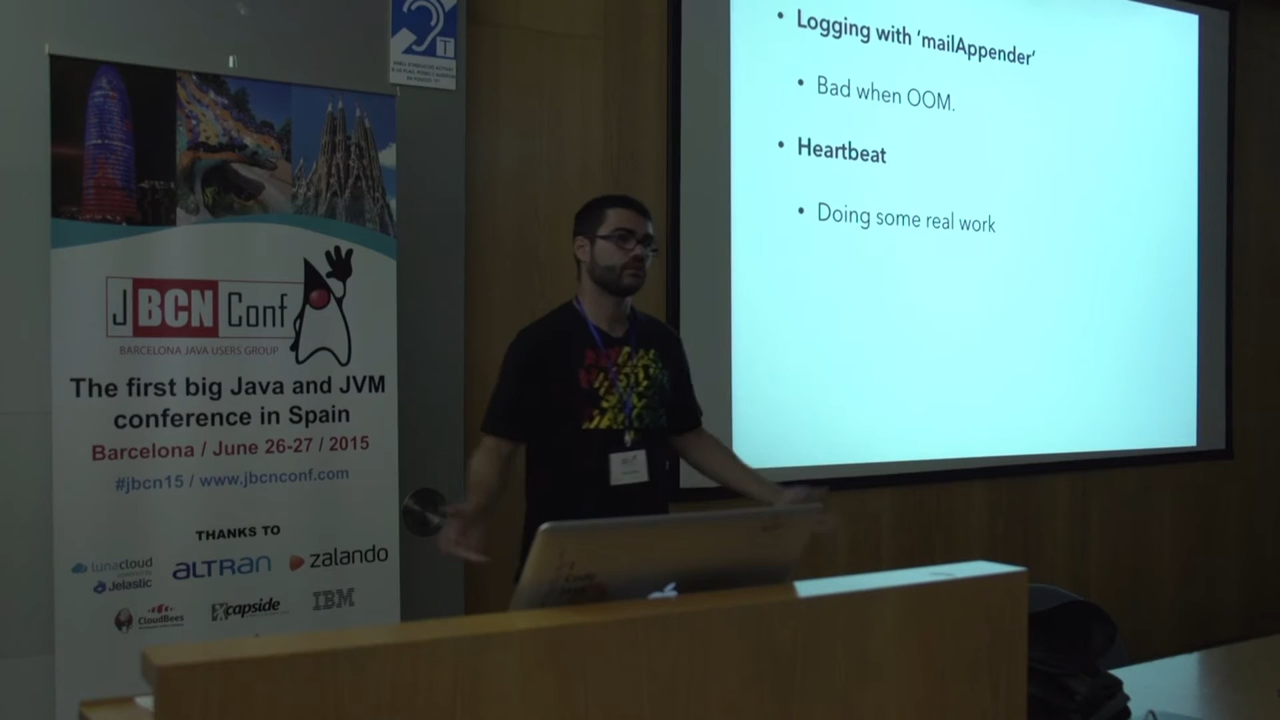 • Logging with ‘mailAppender’
• Bad when OOM.
• Heartbeat
• Doing some real work
T
JBCNConf
BARCELONA JAVA USERS GROUP
The first big Java and JVM
conference in Spain
Barcelona / June 26-27 / 2015
#jbcn15 / www.jbcnconf.com
THANKS TO
lunacloud
Jelastic
ALTRAN
zalando
CloudBees
capside
IBM